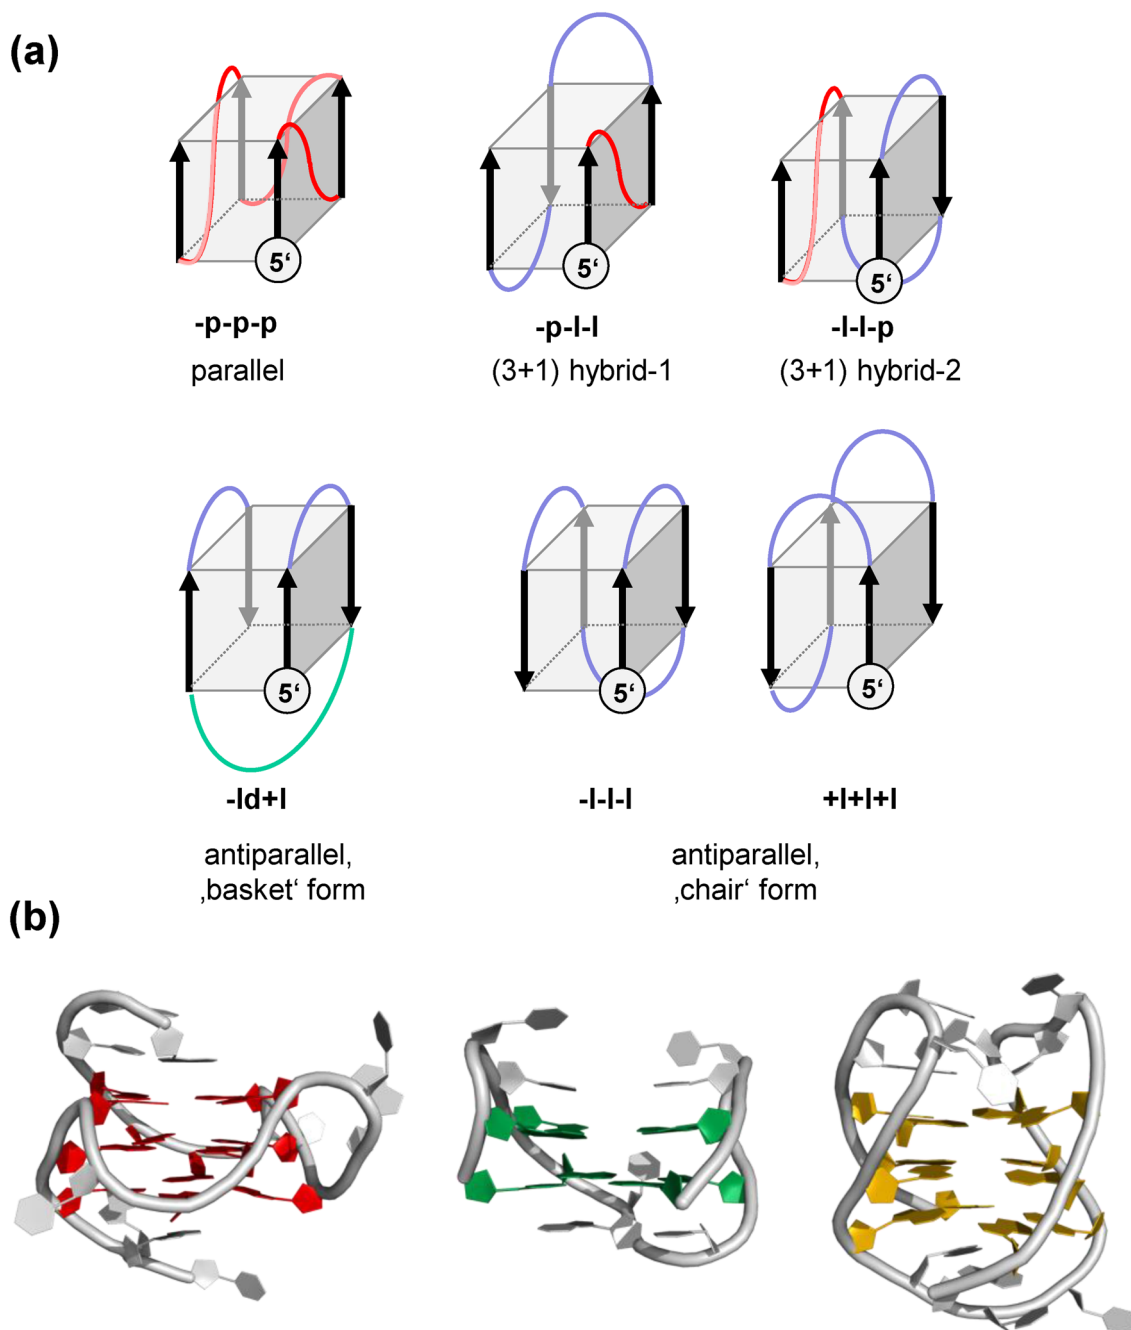 (a)
5‘
5‘
5‘
-p-p-p
-p-l-l
-l-l-p
parallel
(3+1) hybrid-1
(3+1) hybrid-2
5‘
5‘
5‘
-ld+l
-l-l-l
+l+l+l
antiparallel,
‚basket‘ form
antiparallel,
‚chair‘ form
(b)